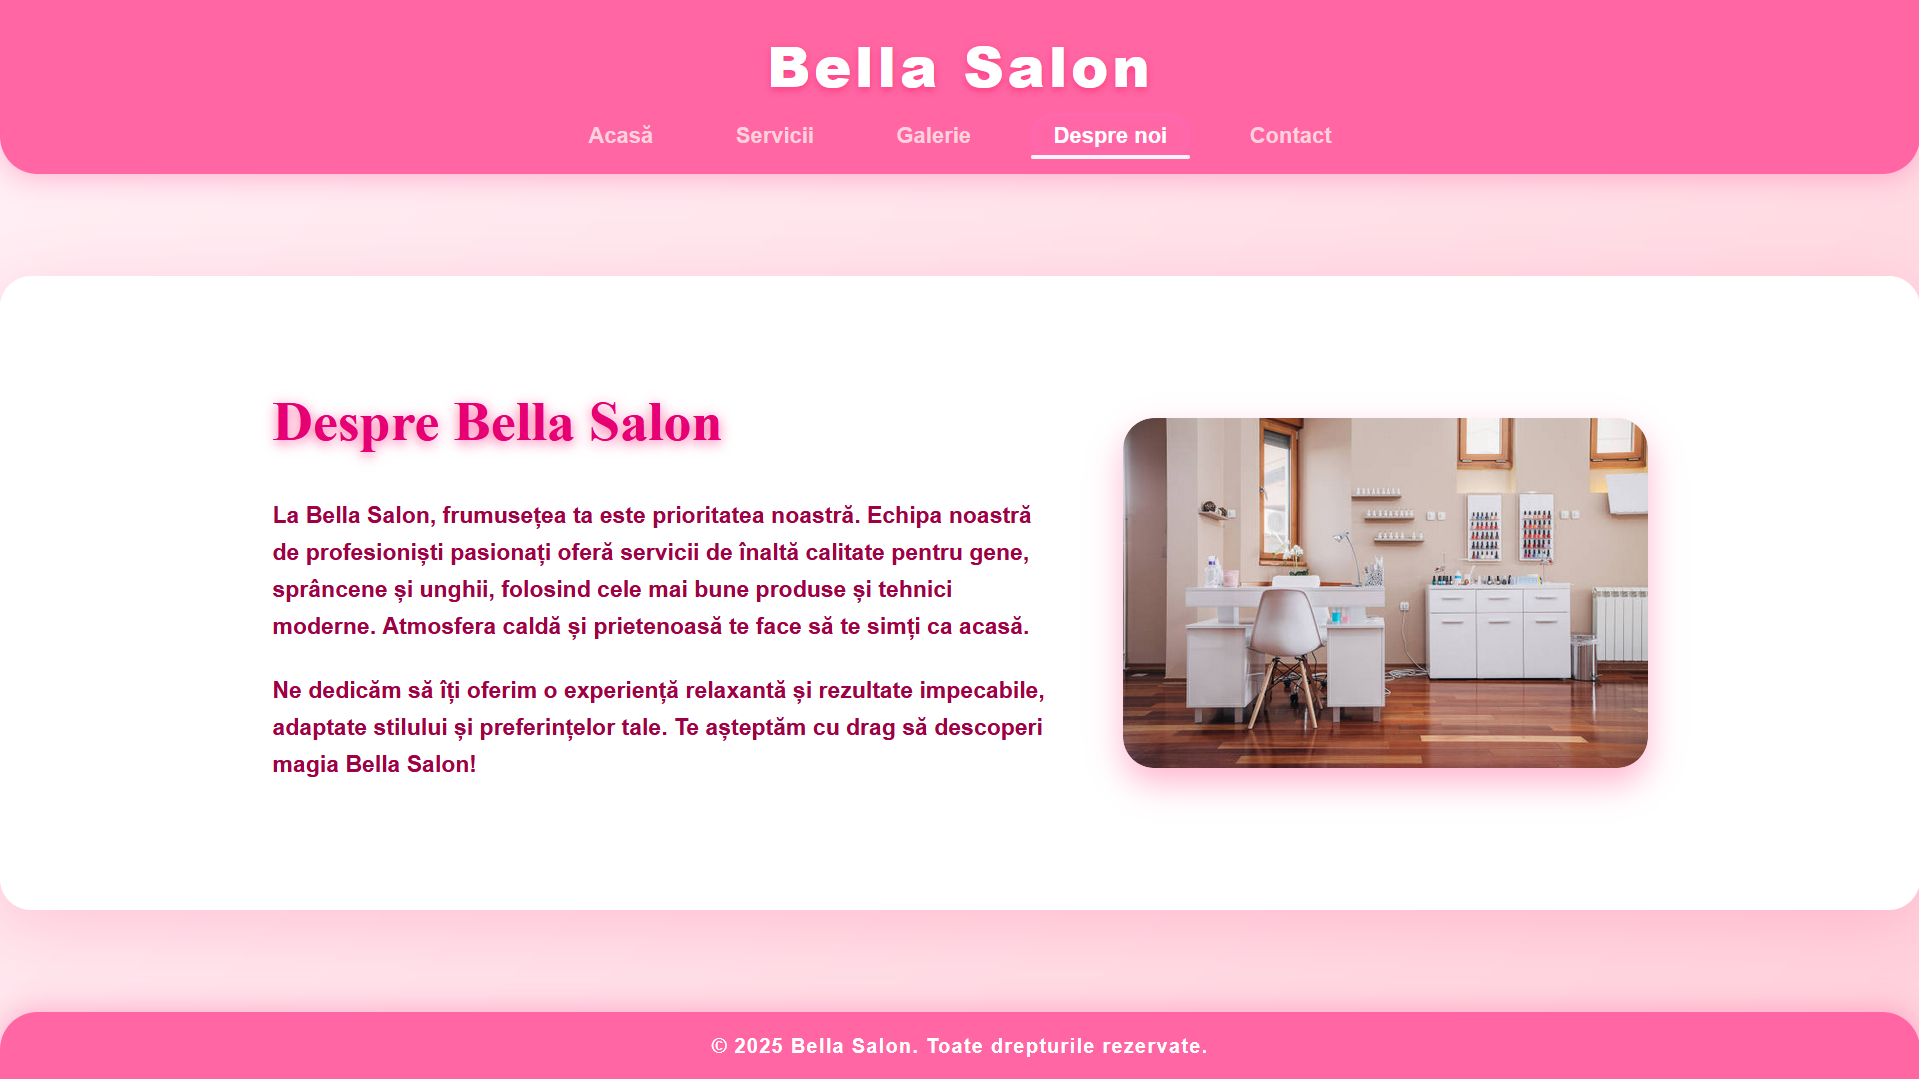 Bella Salon
Acasă Servicii Galerie Despre noi Contact
Despre Bella Salon
La Bella Salon, frumusețea ta este prioritatea noastră. Echipa noastră
de profesioniști pasionați oferă servicii de înaltă calitate pentru gene,
sprâncene și unghii, folosind cele mai bune produse și tehnici
moderne. Atmosfera caldă și prietenoasă te face să te simți ca acasă.
Ne dedicăm să îți oferim o experiență relaxantă și rezultate impecabile,
adaptate stilului și preferințelor tale. Te așteptăm cu drag să descoperi
magia Bella Salon!
© 2025 Bella Salon. Toate drepturile rezervate.